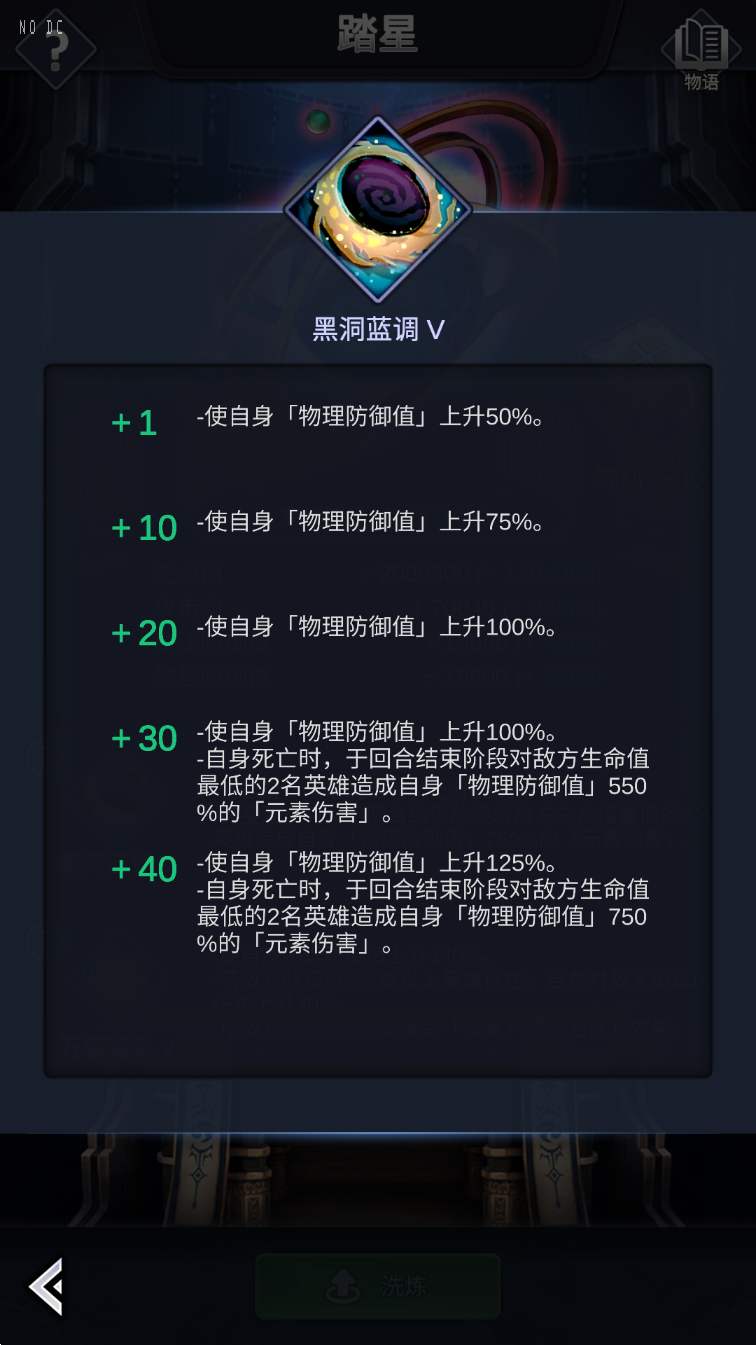 NO DC
踏星
?
物语
黑洞蓝调 V
+1
-使自身「物理防御值」上升50%。
+10
-使自身「物理防御值」上升75%。
+20
-使自身「物理防御值」上升100%。
+30
-使自身「物理防御值」上升100%。
-自身死亡时，于回合结束阶段对敌方生命值
最低的2名英雄造成自身「物理防御值」550
%的「元素伤害」。
+40
-使自身「物理防御值」上升125%。
-自身死亡时，于回合结束阶段对敌方生命值
最低的2名英雄造成自身「物理防御值」750
%的「元素伤害」。
洗炼